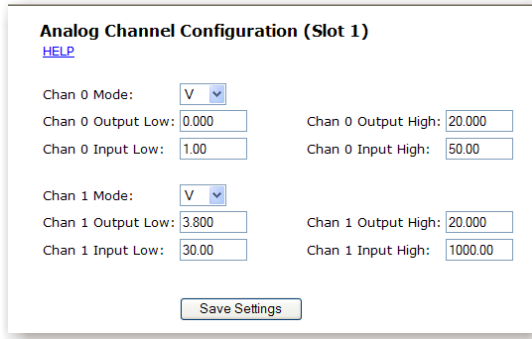 Analog Channel Configuration (Slot 1)
HELP
Chan 0 Mode: V
Chan 0 Output Low: 0.000 Chan 0 Output High: 20.000
Chan 0 Input Low: 1.00 Chan 0 Input High: 50.00
Chan 1 Mode: V
Chan 1 Output Low: 3.800 Chan 1 Output High: 20.000
Chan 1 Input Low: 30.00 Chan 1 Input High: 1000.00
Save Settings